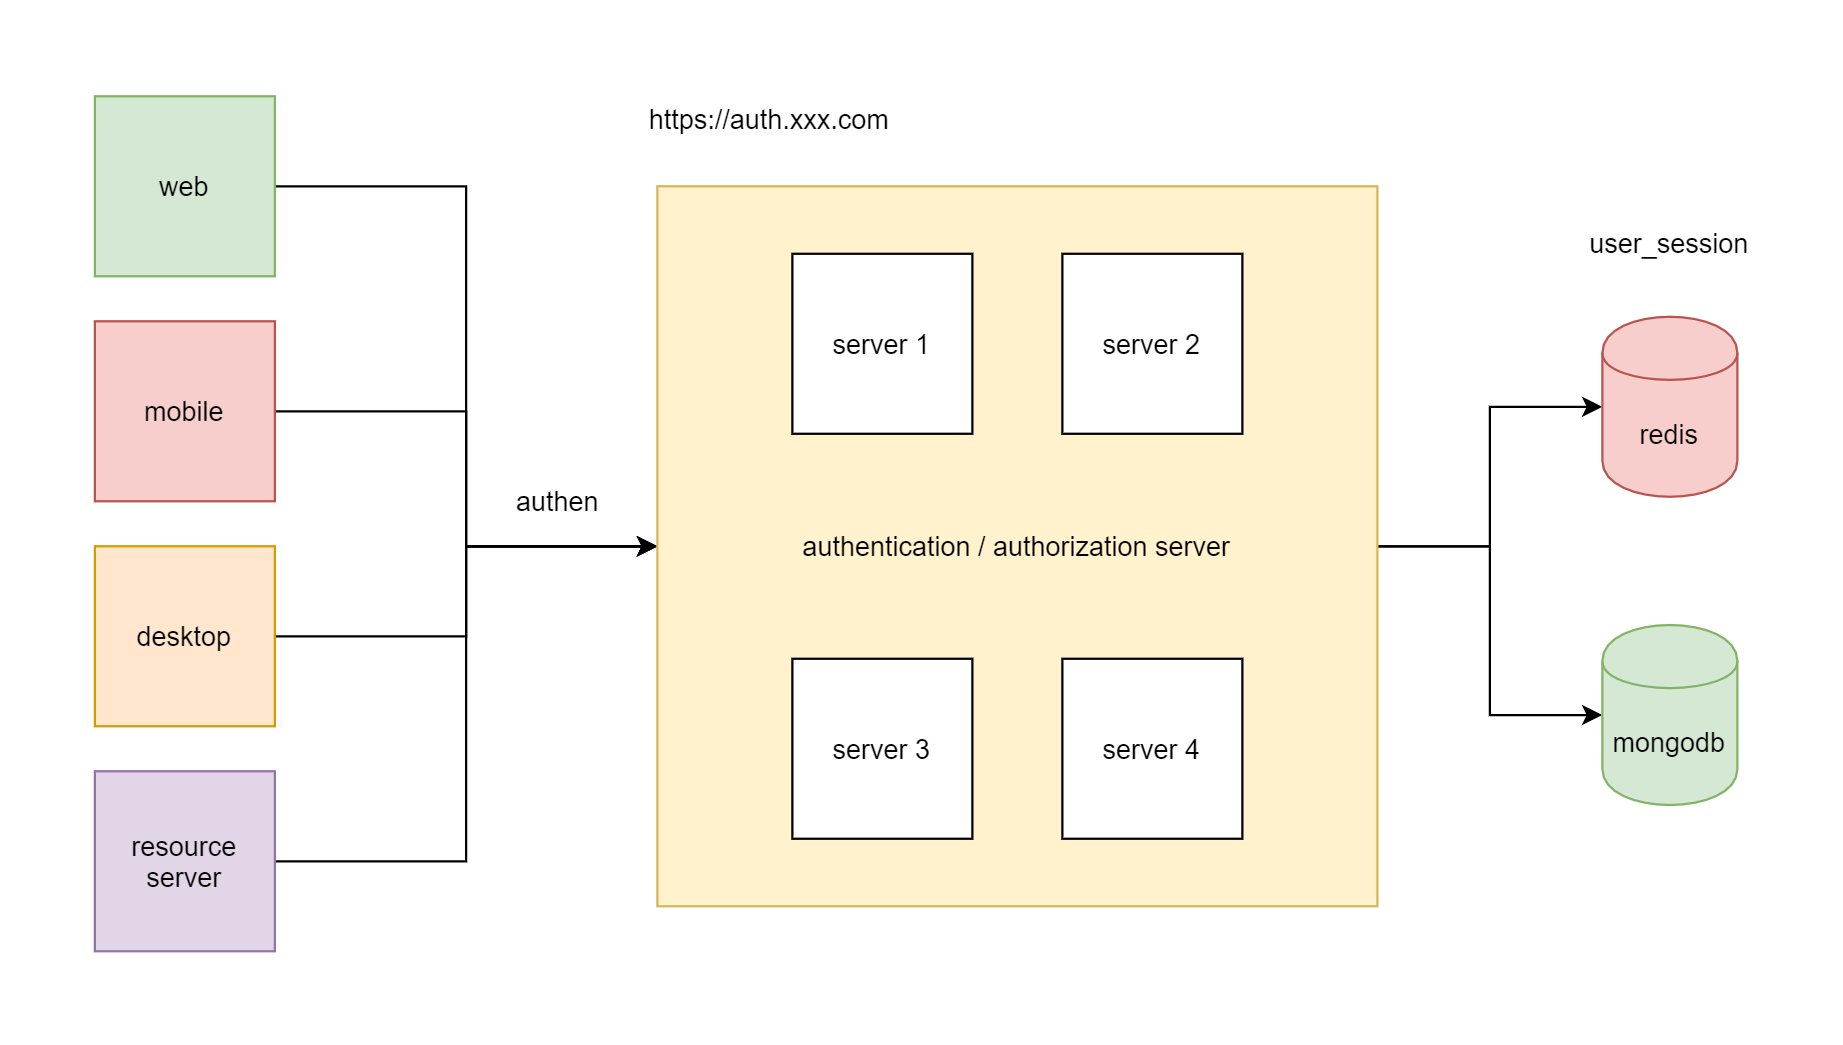 https://auth.xxx.com
web
mobile
desktop
resource
server
authen
server 1
server 2
authentication / authorization server
server 3
server 4
user_session
redis
mongodb